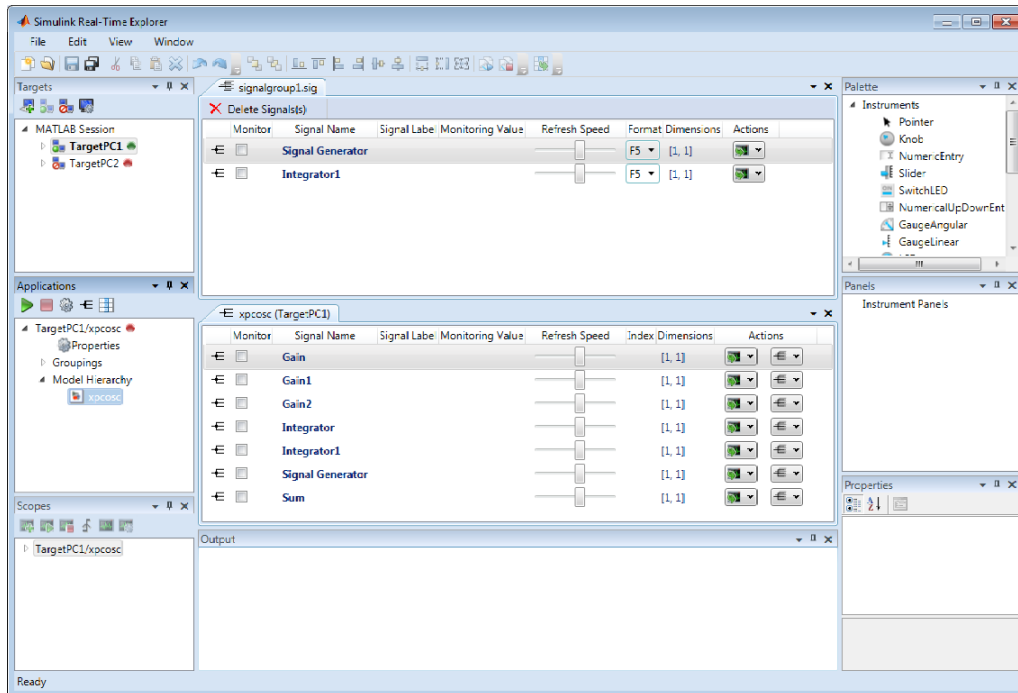 Simulink Real-Time Explorer
File Edit View Window
Targets
MATLAB Session
TargetPC1
TargetPC2
signalgroup1.sig
Delete Signals(s)
Monitor Signal Name Signal Label Monitoring Value Refresh Speed Format Dimensions Actions
Signal Generator F5 [1, 1]
Integrator1 F5 [1, 1]
Palette
Instruments
Pointer
Knob
NumericEntry
Slider
SwitchLED
NumericalUpDownEnt
GaugeAngular
GaugeLinear
Applications
TargetPC1/xpcosc
Properties
Groupings
Model Hierarchy
xpcosc
xpcosc (TargetPC1)
Monitor Signal Name Signal Label Monitoring Value Refresh Speed Index Dimensions Actions
Gain [1, 1]
Gain1 [1, 1]
Gain2 [1, 1]
Integrator [1, 1]
Integrator1 [1, 1]
Signal Generator [1, 1]
Sum [1, 1]
Panels
Instrument Panels
Properties
Scopes
TargetPC1/xpcosc
Output
Ready